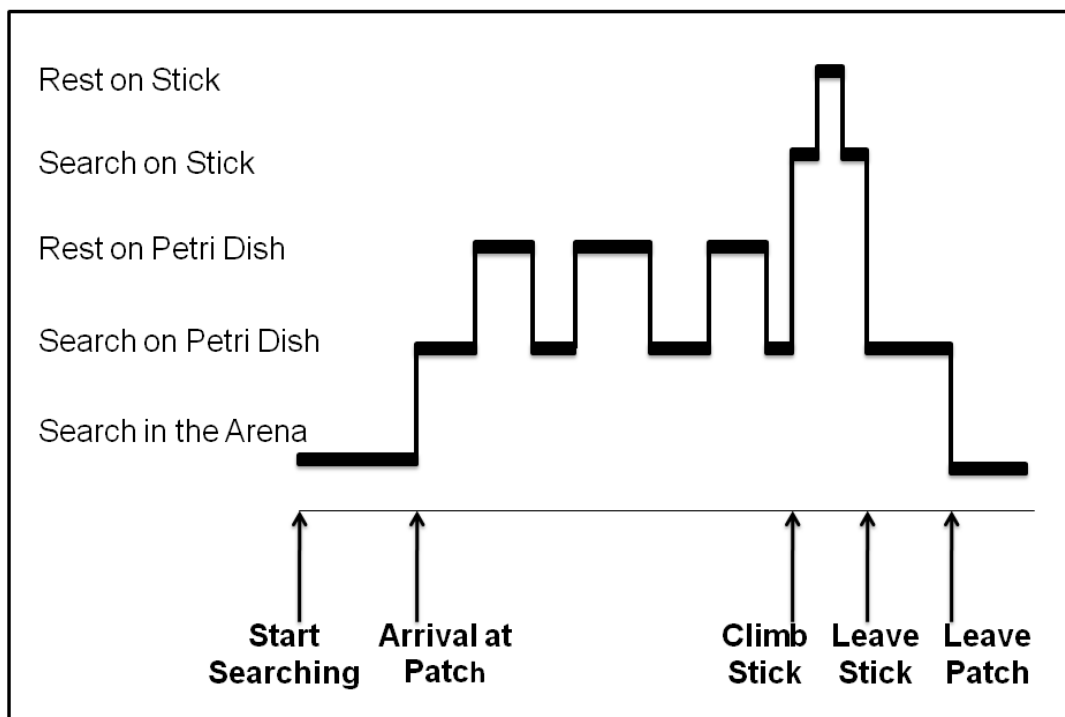 Rest on Stick
Search on Stick
Rest on Petri Dish
Search on Petri Dish
Search in the Arena
Start
Searching
Arrival at
Patch
Climb
Stick
Leave
Stick
Leave
Patch